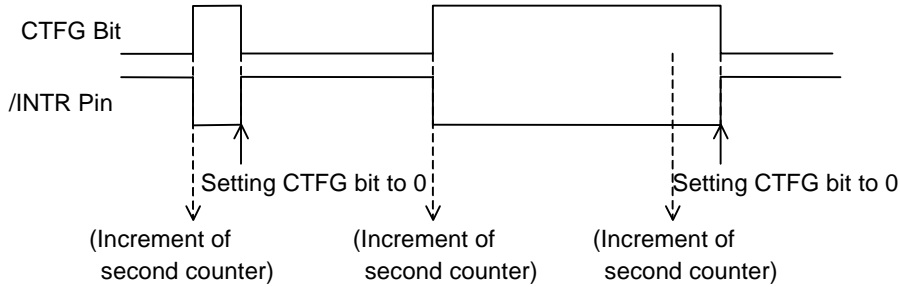 CTFG Bit
/INTR Pin
Setting CTFG bit to 0
Setting CTFG bit to 0
(Increment of
second counter)
(Increment of
second counter)
(Increment of
second counter)